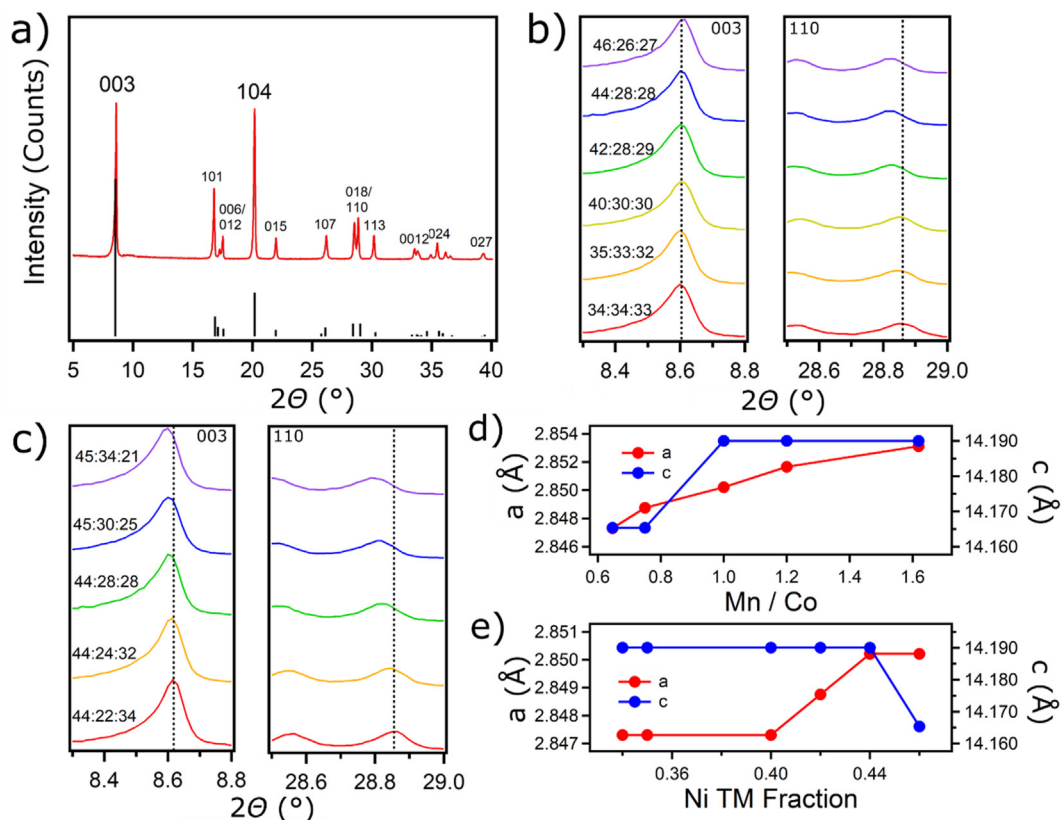 a)
Intensity (Counts)
003
104
101
006/
012
015
107
018/
110
113
0012
024
027
5 10 15 20 25 30 35 40
2Θ (°)
b)
003
110
46:26:27
44:28:28
42:28:29
40:30:30
35:33:32
34:34:33
8.4 8.6 8.8
28.6 28.8 29.0
2Θ (°)
c)
003
110
45:34:21
45:30:25
44:28:28
44:24:32
44:22:34
8.4 8.6 8.8
28.6 28.8 29.0
2Θ (°)
d)
2.854
2.852
2.850
2.848
2.846
a (Å)
a
c
14.190
14.180
14.170
14.160
c (Å)
0.6 0.8 1.0 1.2 1.4 1.6
Mn / Co
e)
2.851
2.850
2.849
2.848
2.847
a (Å)
a
c
14.190
14.180
14.170
14.160
c (Å)
0.36 0.40 0.44
Ni TM Fraction